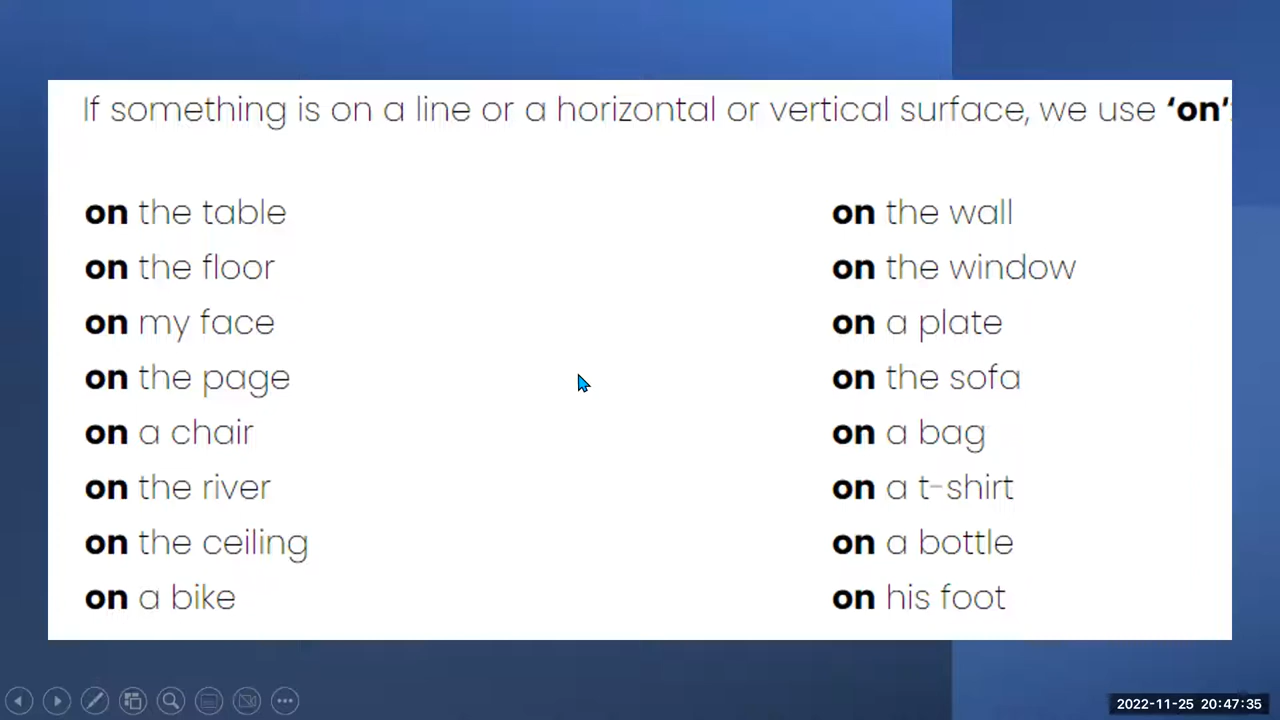 If something is on a line or a horizontal or vertical surface, we use ‘on’:
on the table
on the floor
on my face
on the page
on a chair
on the river
on the ceiling
on a bike
on the wall
on the window
on a plate
on the sofa
on a bag
on a t-shirt
on a bottle
on his foot
2022-11-25 20:47:35